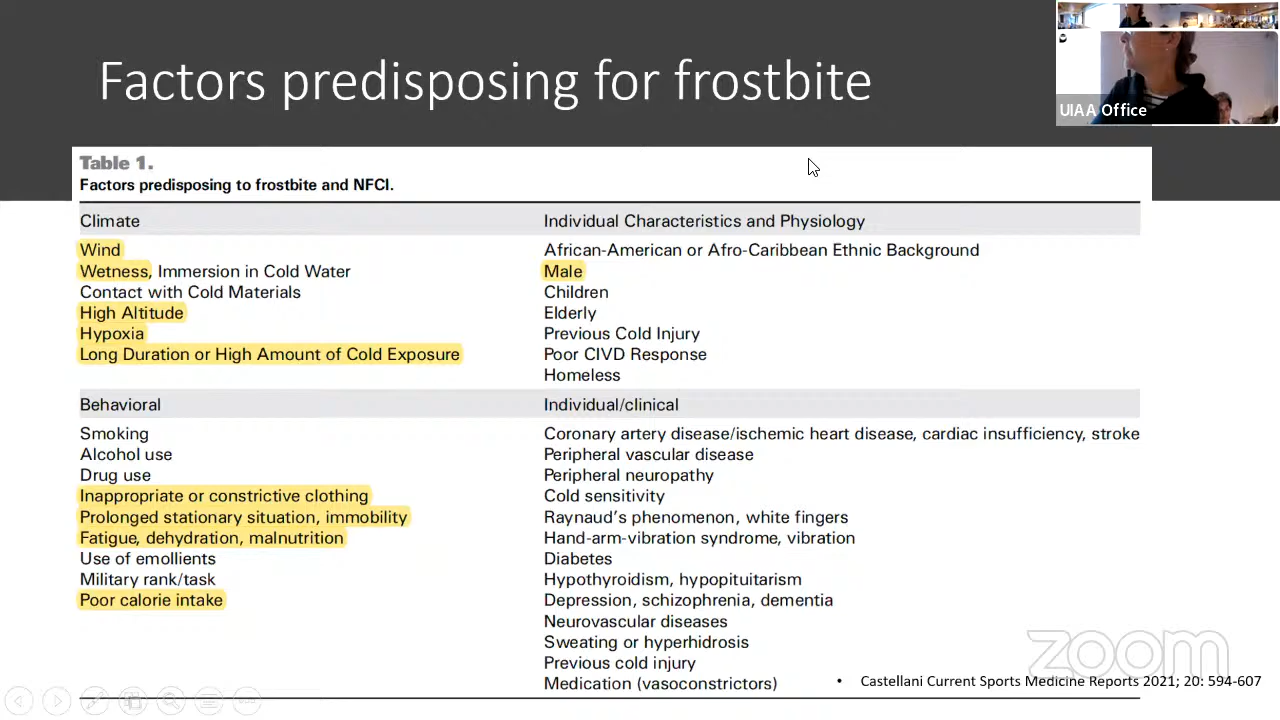 Factors predisposing for frostbite
UIAA Office
Table 1.
Factors predisposing to frostbite and NFCI.
Climate
Wind
Wetness, Immersion in Cold Water
Contact with Cold Materials
High Altitude
Hypoxia
Long Duration or High Amount of Cold Exposure
Individual Characteristics and Physiology
African-American or Afro-Caribbean Ethnic Background
Male
Children
Elderly
Previous Cold Injury
Poor CIVD Response
Homeless
Behavioral
Smoking
Alcohol use
Drug use
Inappropriate or constrictive clothing
Prolonged stationary situation, immobility
Fatigue, dehydration, malnutrition
Use of emollients
Military rank/task
Poor calorie intake
Individual/clinical
Coronary artery disease/ischemic heart disease, cardiac insufficiency, stroke
Peripheral vascular disease
Peripheral neuropathy
Cold sensitivity
Raynaud's phenomenon, white fingers
Hand-arm-vibration syndrome, vibration
Diabetes
Hypothyroidism, hypopituitarism
Depression, schizophrenia, dementia
Neurovascular diseases
Sweating or hyperhidrosis
Previous cold injury
Medication (vasoconstrictors)
zoom
• Castellani Current Sports Medicine Reports 2021; 20: 594-607